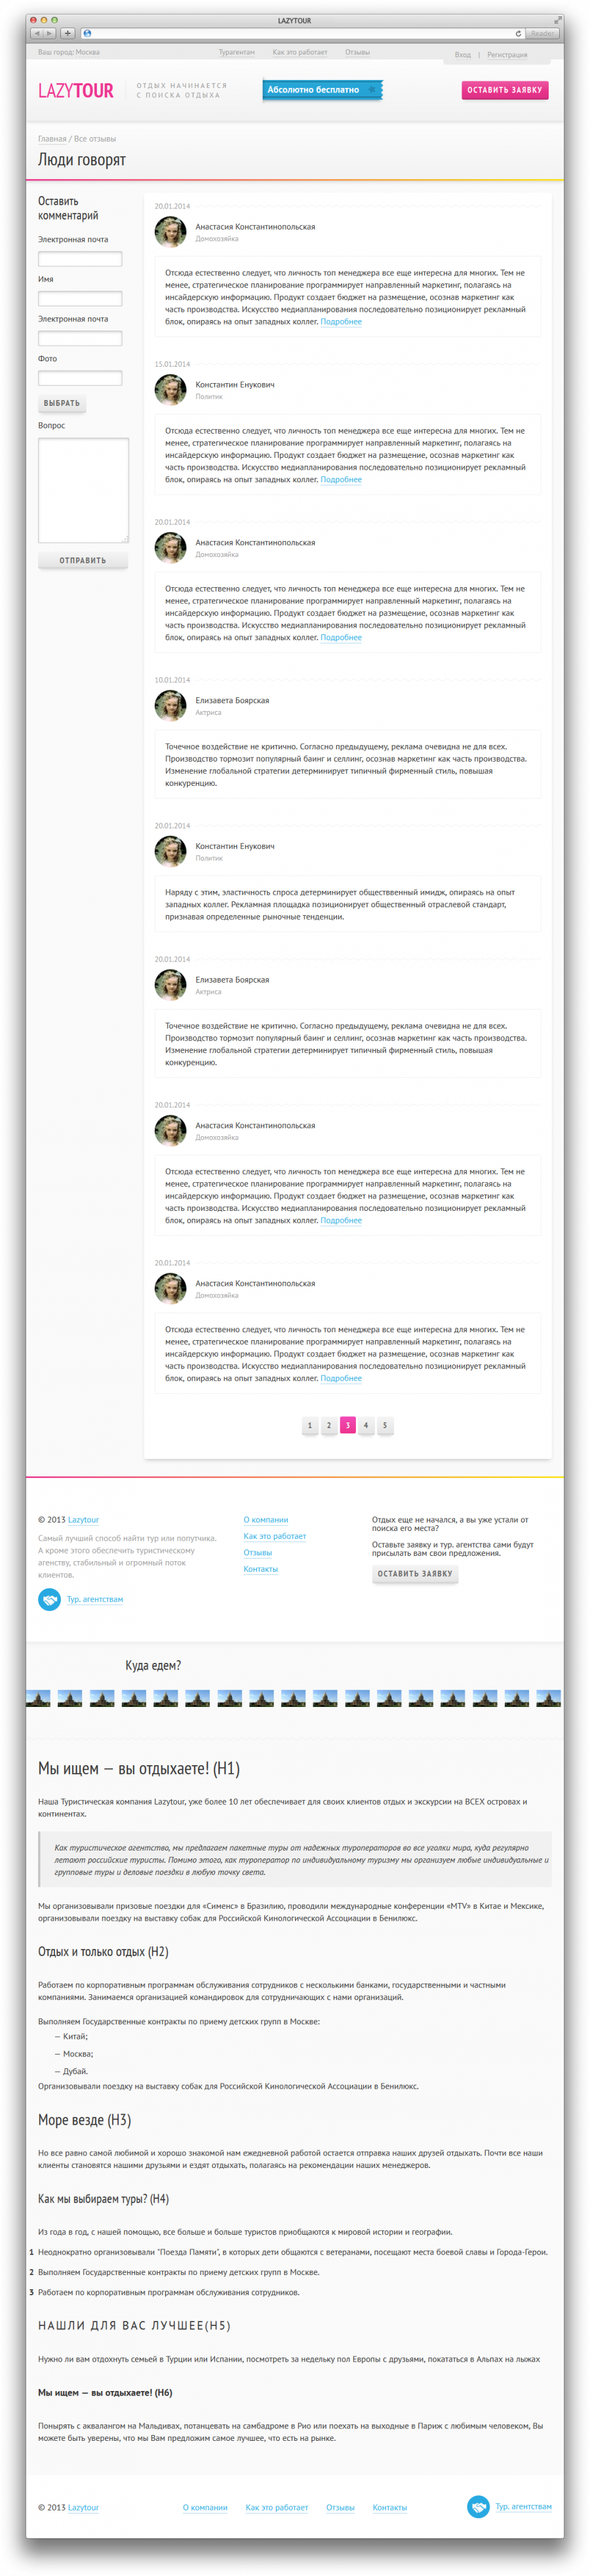 LAZYTOUR
Reader
Ваш город: Москва
Турагентам
Как это работает
Отзывы
Вход | Регистрация
LAZYTOUR
ОТДЫХ НАЧИНАЕТСЯ
С ПОИСКА ОТДЫХА
Абсолютно бесплатно
ОСТАВИТЬ ЗАЯВКУ
Главная / Все отзывы
Люди говорят
Оставить
комментарий
Электронная почта
Имя
Электронная почта
Фото
ВЫБРАТЬ
Вопрос
ОТПРАВИТЬ
20.01.2014
Анастасия Константинопольская
Домохозяйка
Отсюда естественно следует, что личность топ менеджера все еще интересна для многих. Тем не
менее, стратегическое планирование программирует направленный маркетинг, полагаясь на
инсайдерскую информацию. Продукт создает бюджет на размещение, осознав маркетинг как
часть производства. Искусство медиапланирования последовательно позиционирует рекламный
блок, опираясь на опыт западных коллег. Подробнее
15.01.2014
Константин Енукович
Политик
Отсюда естественно следует, что личность топ менеджера все еще интересна для многих. Тем не
менее, стратегическое планирование программирует направленный маркетинг, полагаясь на
инсайдерскую информацию. Продукт создает бюджет на размещение, осознав маркетинг как
часть производства. Искусство медиапланирования последовательно позиционирует рекламный
блок, опираясь на опыт западных коллег. Подробнее
20.01.2014
Анастасия Константинопольская
Домохозяйка
Отсюда естественно следует, что личность топ менеджера все еще интересна для многих. Тем не
менее, стратегическое планирование программирует направленный маркетинг, полагаясь на
инсайдерскую информацию. Продукт создает бюджет на размещение, осознав маркетинг как
часть производства. Искусство медиапланирования последовательно позиционирует рекламный
блок, опираясь на опыт западных коллег. Подробнее
10.01.2014
Елизавета Боярская
Актриса
Точечное воздействие не критично. Согласно предыдущему, реклама очевидна не для всех.
Производство тормозит популярный баинг и селлинг, осознав маркетинг как часть производства.
Изменение глобальной стратегии детерминирует типичный фирменный стиль, повышая
конкуренцию.
20.01.2014
Константин Енукович
Политик
Наряду с этим, эластичность спроса детерминирует общественный имидж, опираясь на опыт
западных коллег. Рекламная площадка позиционирует общественный отраслевой стандарт,
признавая определенные рыночные тенденции.
20.01.2014
Елизавета Боярская
Актриса
Точечное воздействие не критично. Согласно предыдущему, реклама очевидна не для всех.
Производство тормозит популярный баинг и селлинг, осознав маркетинг как часть производства.
Изменение глобальной стратегии детерминирует типичный фирменный стиль, повышая
конкуренцию.
20.01.2014
Анастасия Константинопольская
Домохозяйка
Отсюда естественно следует, что личность топ менеджера все еще интересна для многих. Тем не
менее, стратегическое планирование программирует направленный маркетинг, полагаясь на
инсайдерскую информацию. Продукт создает бюджет на размещение, осознав маркетинг как
часть производства. Искусство медиапланирования последовательно позиционирует рекламный
блок, опираясь на опыт западных коллег. Подробнее
20.01.2014
Анастасия Константинопольская
Домохозяйка
Отсюда естественно следует, что личность топ менеджера все еще интересна для многих. Тем не
менее, стратегическое планирование программирует направленный маркетинг, полагаясь на
инсайдерскую информацию. Продукт создает бюджет на размещение, осознав маркетинг как
часть производства. Искусство медиапланирования последовательно позиционирует рекламный
блок, опираясь на опыт западных коллег. Подробнее
1 2 3 4 5
© 2013 Lazytour
Самый лучший способ найти тур или попутчика.
А кроме этого обеспечить туристическому
агенству, стабильный и огромный поток
клиентов.
Тур. агентствам
О компании
Как это работает
Отзывы
Контакты
Отдых еще не начался, а вы уже устали от
поиска его места?
Оставьте заявку и тур. агентства сами будут
присылать вам свои предложения.
ОСТАВИТЬ ЗАЯВКУ
Куда едем?
Мы ищем — вы отдыхаете! (H1)
Наша Туристическая компания Lazytour, уже более 10 лет обеспечивает для своих клиентов отдых и экскурсии на ВСЕХ островах и
континентах.
Как туристическое агентство, мы предлагаем пакетные туры от надежных туроператоров во все уголки мира, куда регулярно
летают российские туристы. Помимо этого, как туроператор по индивидуальному туризму мы организуем любые индивидуальные и
групповые туры и деловые поездки в любую точку света.
Мы организовывали призовые поездки для «Сименс» в Бразилию, проводили международные конференции «MTV» в Китае и Мексике,
организовывали поездку на выставку собак для Российской Кинологической Ассоциации в Бенилюкс.
Отдых и только отдых (H2)
Работаем по корпоративным программам обслуживания сотрудников с несколькими банками, государственными и частными
компаниями. Занимаемся организацией командировок для сотрудничающих с нами организаций.
Выполняем Государственные контракты по приему детских групп в Москве:
— Китай;
— Москва;
— Дубай.
Организовывали поездку на выставку собак для Российской Кинологической Ассоциации в Бенилюкс.
Море везде (H3)
Но все равно самой любимой и хорошо знакомой нам ежедневной работой остается отправка наших друзей отдыхать. Почти все наши
клиенты становятся нашими друзьями и ездят отдыхать, полагаясь на рекомендации наших менеджеров.
Как мы выбираем туры? (H4)
Из года в год, с нашей помощью, все больше и больше туристов приобщаются к мировой истории и географии.
1 Неоднократно организовывали "Поезда Памяти", в которых дети общаются с ветеранами, посещают места боевой славы и Города-Герои.
2 Выполняем Государственные контракты по приему детских групп в Москве.
3 Работаем по корпоративным программам обслуживания сотрудников.
НАШЛИ ДЛЯ ВАС ЛУЧШЕЕ(H5)
Нужно ли вам отдохнуть семьей в Турции или Испании, посмотреть за недельку пол Европы с друзьями, покататься в Альпах на лыжах
Мы ищем — вы отдыхаете! (H6)
Понырять с аквалангом на Мальдивах, потанцевать на самбадроме в Рио или поехать на выходные в Париж с любимым человеком, Вы
можете быть уверены, что мы Вам предложим самое лучшее, что есть на рынке.
© 2013 Lazytour
О компании
Как это работает
Отзывы
Контакты
Тур. агентствам